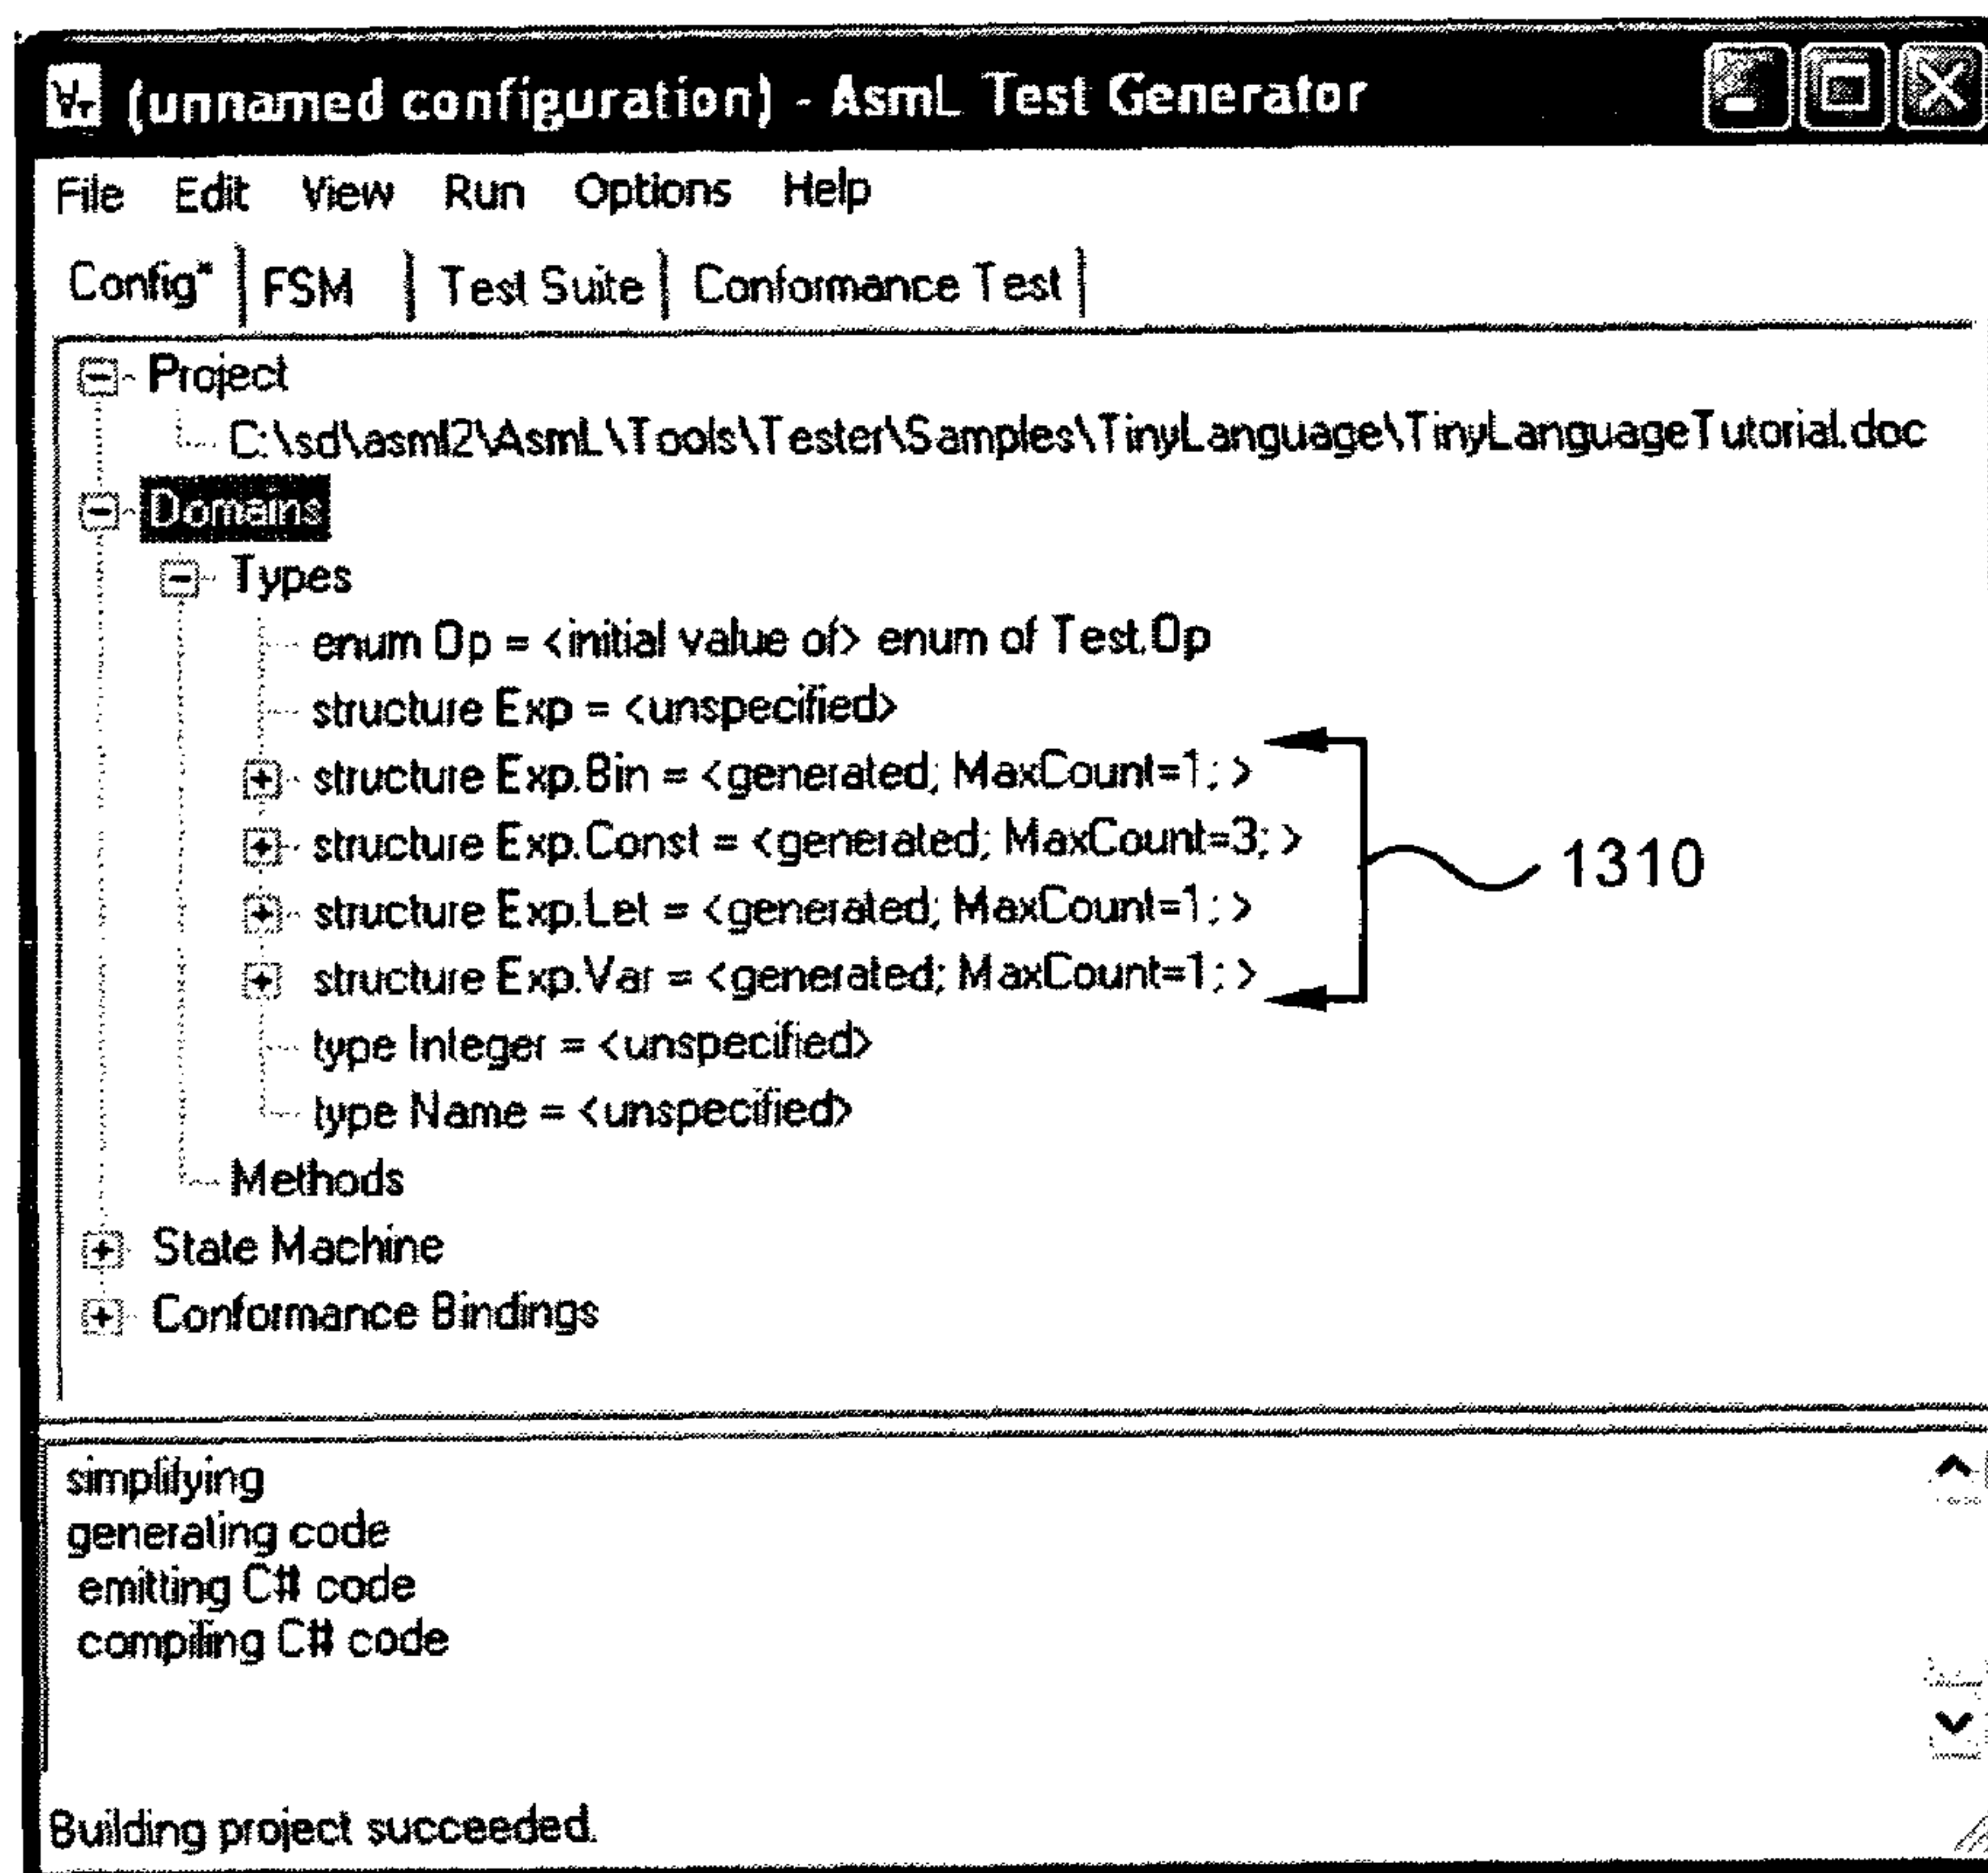 (unnamed configuration) - AsmL Test Generator
File Edit View Run Options Help
Config* FSM Test Suite Conformance Test
Project
C:\sd\asml2\AsmL\Tools\Tester\Samples\TinyLanguage\TinyLanguageTutorial.doc
Domains
Types
enum Op = <initial value of> enum of Test.Op
structure Exp = <unspecified>
structure Exp.Bin = <generated; MaxCount=1; >
structure Exp.Const = <generated; MaxCount=3; >
1310
structure Exp.Let = <generated; MaxCount=1; >
structure Exp.Var = <generated; MaxCount=1; >
type Integer = <unspecified>
type Name = <unspecified>
Methods
State Machine
Conformance Bindings
simplifying
generating code
emitting C# code
compiling C# code
Building project succeeded.